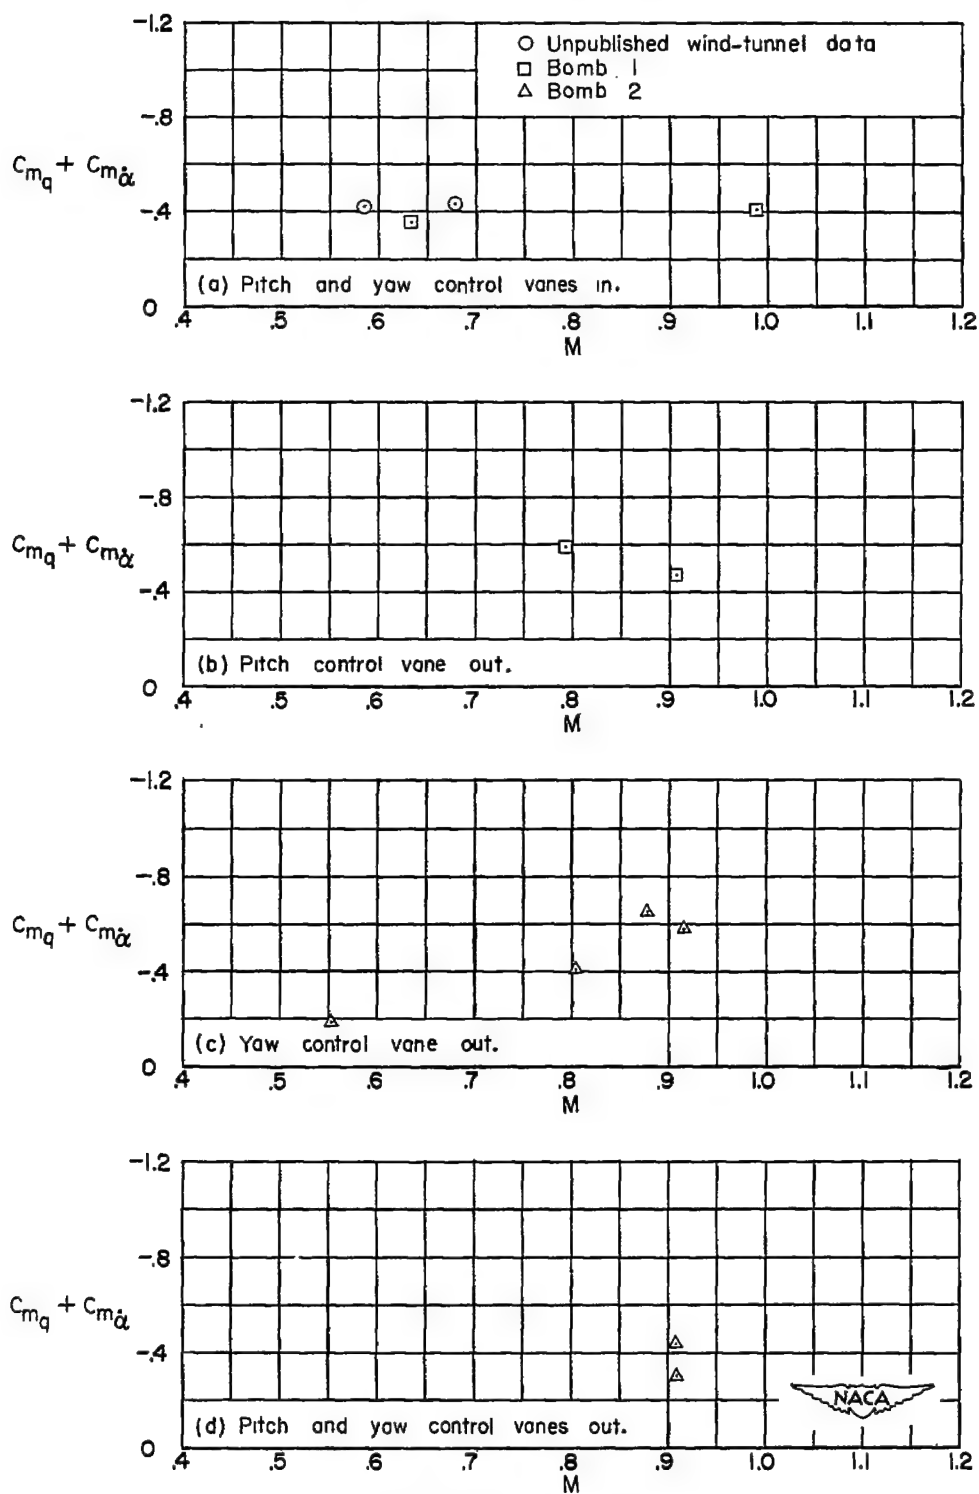 -1.2
○ Unpublished wind-tunnel data
□ Bomb 1
△ Bomb 2
-.8
Cmq + Cmα̇
-.4
(a) Pitch and yaw control vanes in.
0
.4 .5 .6 .7 .8 .9 1.0 1.1 1.2
M
-1.2
-.8
Cmq + Cmα̇
-.4
(b) Pitch control vane out.
0
.4 .5 .6 .7 .8 .9 1.0 1.1 1.2
M
-1.2
-.8
Cmq + Cmα̇
-.4
(c) Yaw control vane out.
0
.4 .5 .6 .7 .8 .9 1.0 1.1 1.2
M
-1.2
-.8
Cmq + Cmα̇
-.4
NACA
(d) Pitch and yaw control vanes out.
0
.4 .5 .6 .7 .8 .9 1.0 1.1 1.2
M